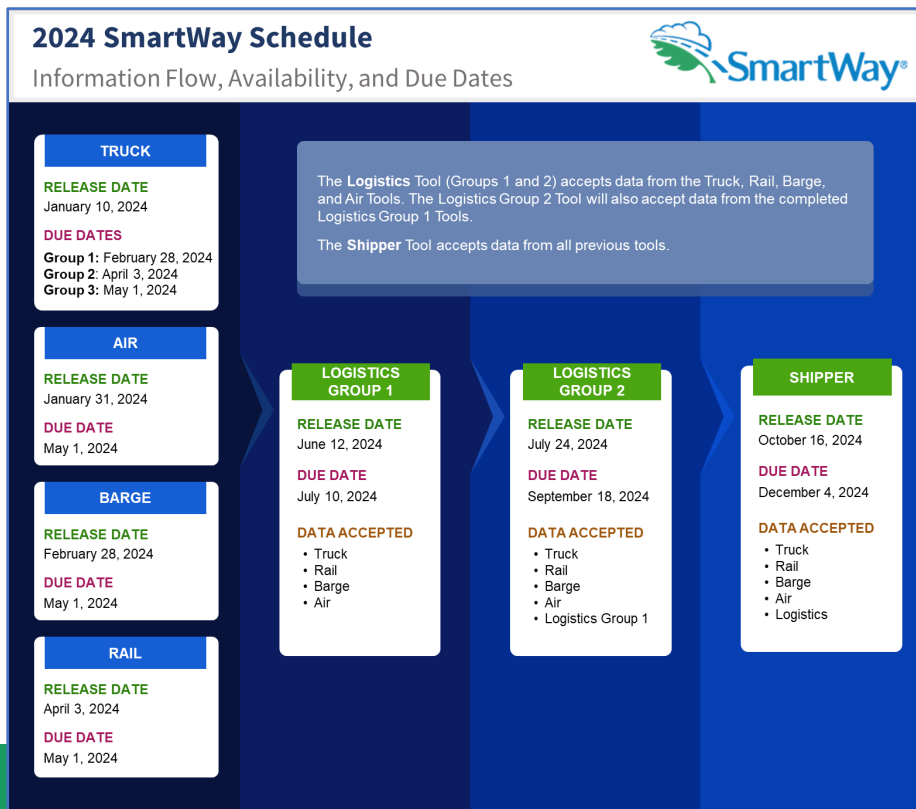 2024 SmartWay Schedule
Information Flow, Availability, and Due Dates
SmartWay®
TRUCK
RELEASE DATE
January 10, 2024
DUE DATES
Group 1: February 28, 2024
Group 2: April 3, 2024
Group 3: May 1, 2024
AIR
RELEASE DATE
January 31, 2024
DUE DATE
May 1, 2024
BARGE
RELEASE DATE
February 28, 2024
DUE DATE
May 1, 2024
RAIL
RELEASE DATE
April 3, 2024
DUE DATE
May 1, 2024
The Logistics Tool (Groups 1 and 2) accepts data from the Truck, Rail, Barge,
and Air Tools. The Logistics Group 2 Tool will also accept data from the completed
Logistics Group 1 Tools.
The Shipper Tool accepts data from all previous tools.
LOGISTICS
GROUP 1
RELEASE DATE
June 12, 2024
DUE DATE
July 10, 2024
DATA ACCEPTED
• Truck
• Rail
• Barge
• Air
LOGISTICS
GROUP 2
RELEASE DATE
July 24, 2024
DUE DATE
September 18, 2024
DATA ACCEPTED
• Truck
• Rail
• Barge
• Air
• Logistics Group 1
SHIPPER
RELEASE DATE
October 16, 2024
DUE DATE
December 4, 2024
DATA ACCEPTED
• Truck
• Rail
• Barge
• Air
• Logistics